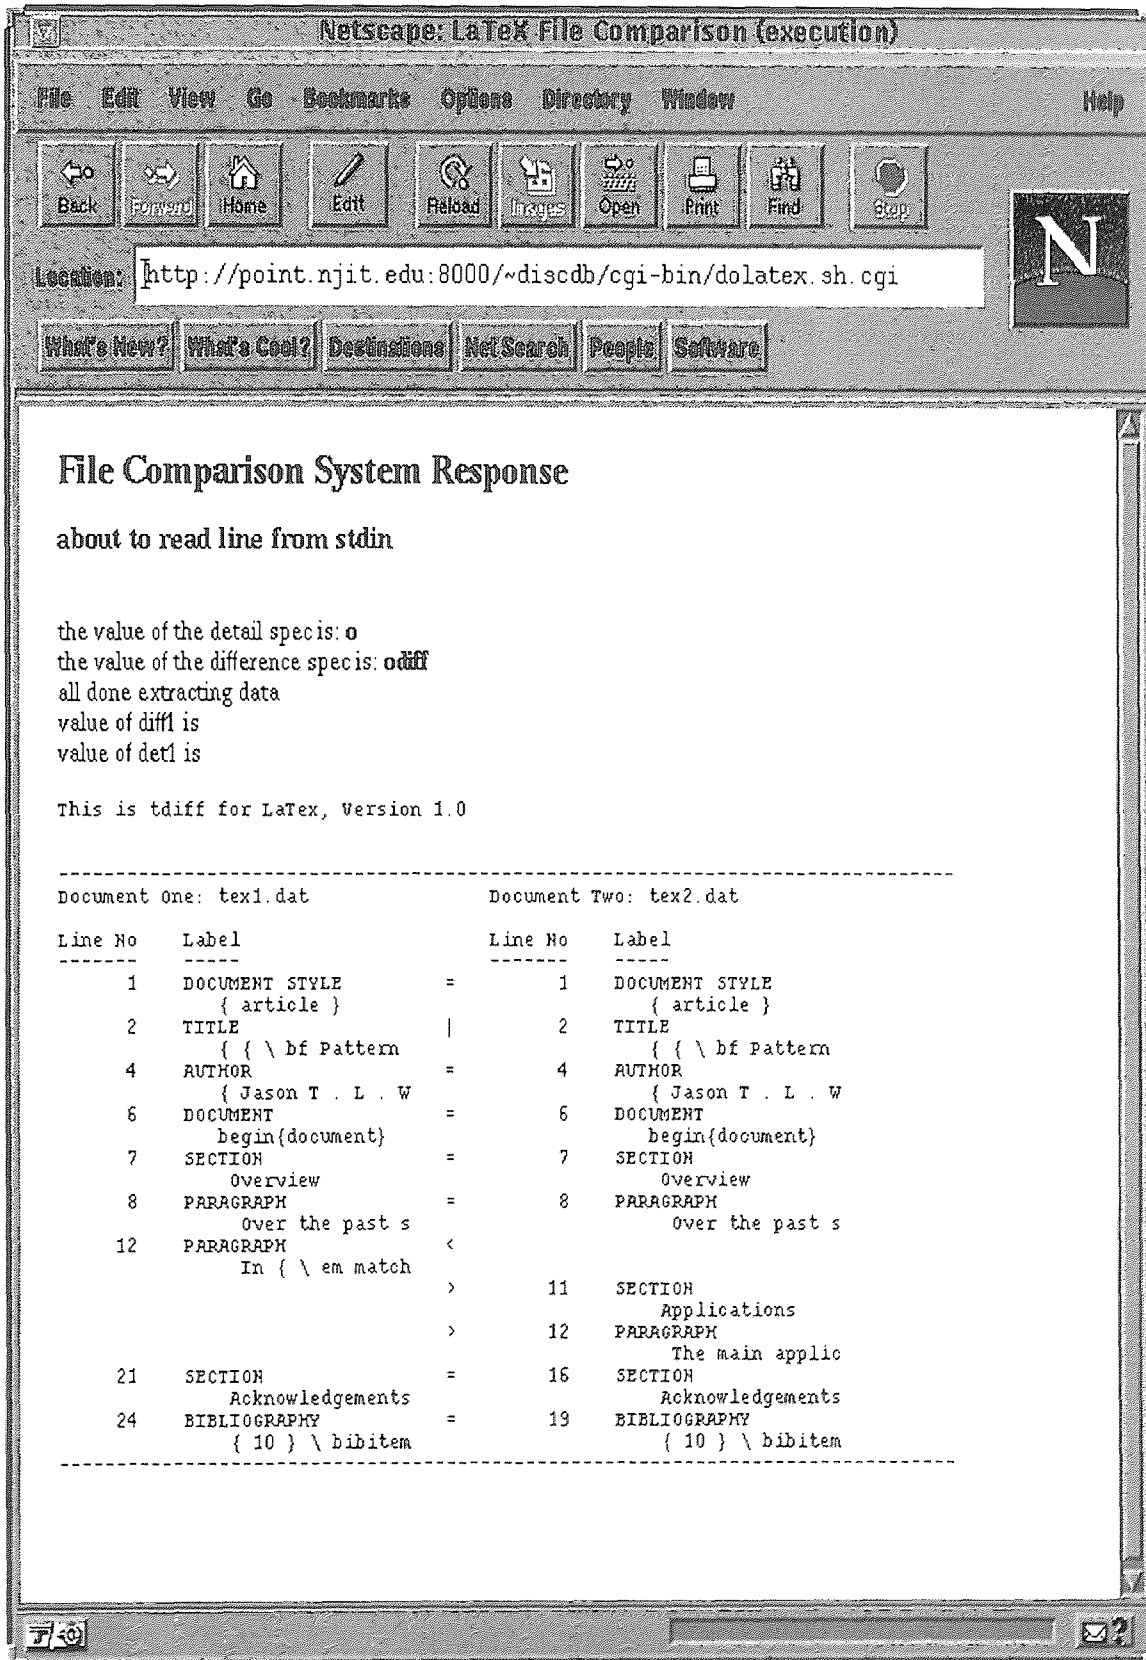 Netscape: LaTeX File Comparison (execution)
File Edit View Go Bookmarks Options Directory Window Help
Back Forward Home Edit Reload Images Open Print Find Stop
N
Location: http://point.njit.edu:8000/~discdb/cgi-bin/dolatex.sh.cgi
What's New? What's Cool? Destinations Net Search People Software
File Comparison System Response
about to read line from stdin
the value of the detail spec is: o
the value of the difference spec is: odiff
all done extracting data
value of diff1 is
value of det1 is
This is tdiff for LaTex, Version 1.0
--------------------------------------------------------------------------------
Document One: tex1.dat Document Two: tex2.dat
Line No Label Line No Label
------- ----- ------- -----
1 DOCUMENT STYLE = 1 DOCUMENT STYLE
{ article } { article }
2 TITLE | 2 TITLE
{ { \ bf Pattern { { \ bf Pattern
4 AUTHOR = 4 AUTHOR
{ Jason T . L . W { Jason T . L . W
6 DOCUMENT = 6 DOCUMENT
begin{document} begin{document}
7 SECTION = 7 SECTION
Overview Overview
8 PARAGRAPH = 8 PARAGRAPH
Over the past s Over the past s
12 PARAGRAPH <
In { \ em match
> 11 SECTION
Applications
> 12 PARAGRAPH
The main applic
21 SECTION = 16 SECTION
Acknowledgements Acknowledgements
24 BIBLIOGRAPHY = 19 BIBLIOGRAPHY
{ 10 } \ bibitem { 10 } \ bibitem
--------------------------------------------------------------------------------
?